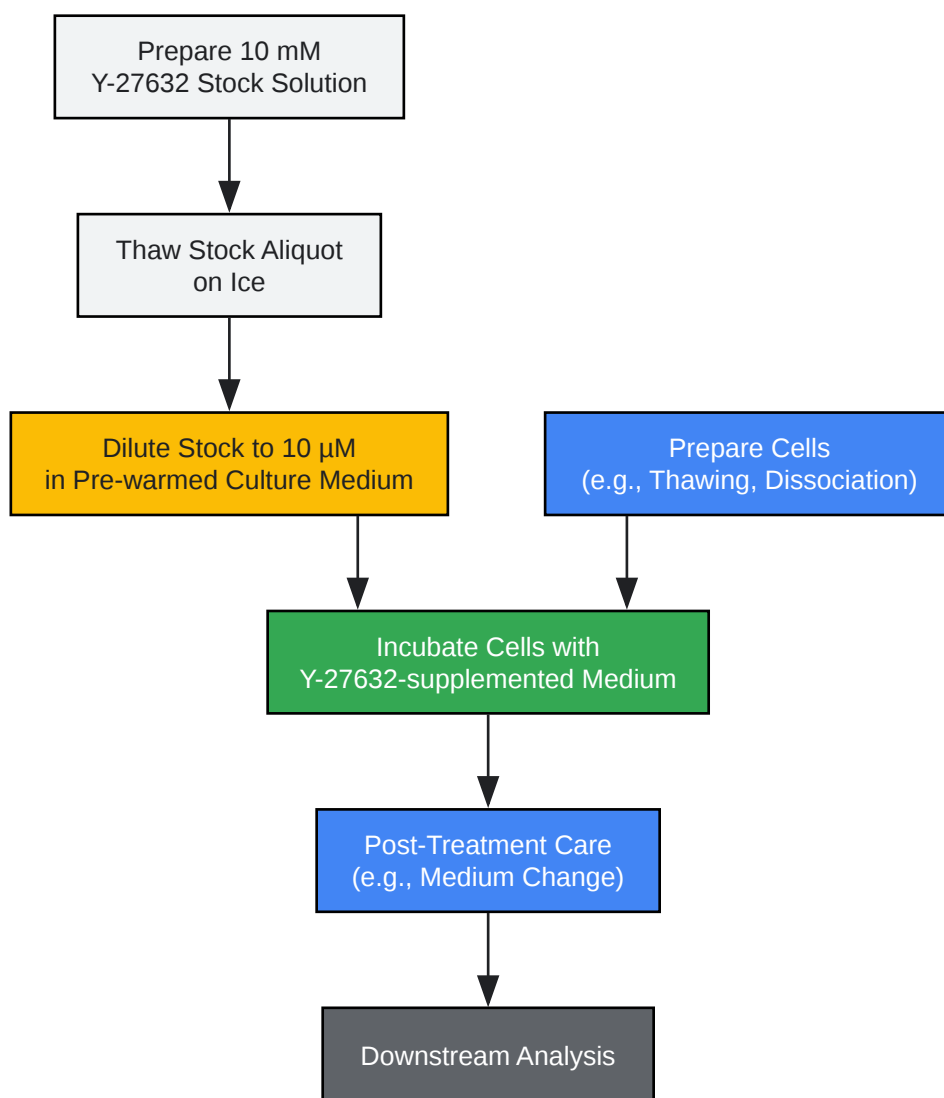 Prepare 10 mM
Y-27632 Stock Solution
Thaw Stock Aliquot
on Ice
Dilute Stock to 10 µM
in Pre-warmed Culture Medium
Prepare Cells
(e.g., Thawing, Dissociation)
Incubate Cells with
Y-27632-supplemented Medium
Post-Treatment Care
(e.g., Medium Change)
Downstream Analysis